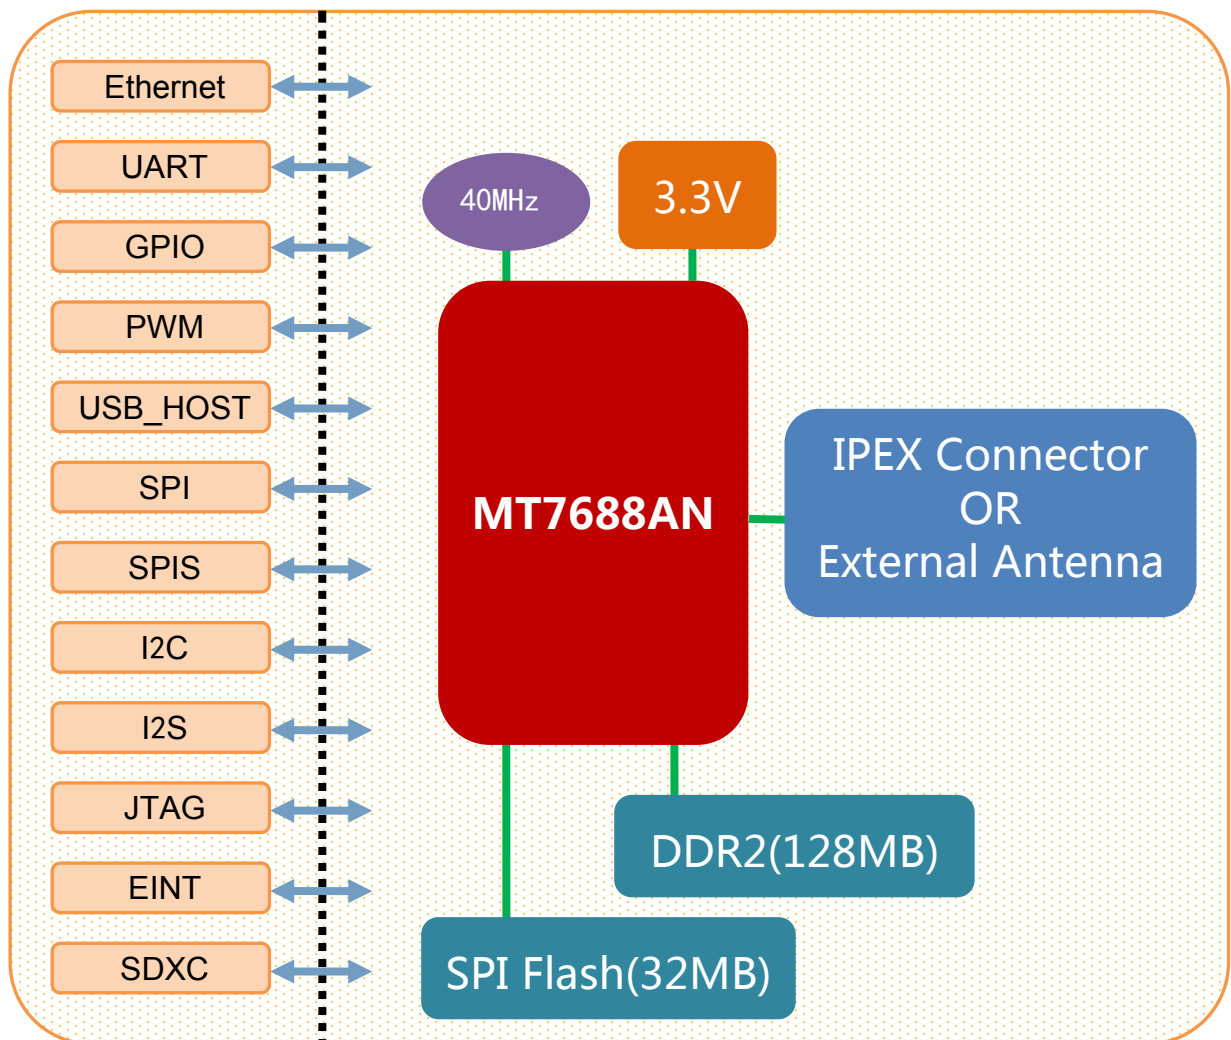 Ethernet
UART
GPIO
PWM
USB_HOST
SPI
SPIS
I2C
I2S
JTAG
EINT
SDXC
40MHz
3.3V
MT7688AN
IPEX Connector
OR
External Antenna
DDR2(128MB)
SPI Flash(32MB)